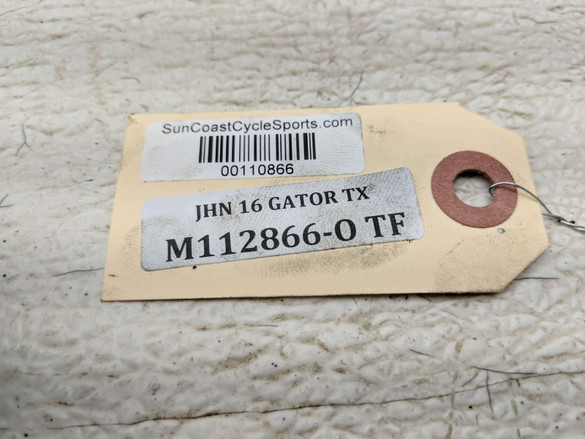 SunCoastCycleSports.com
00110866
JHN 16 GATOR TX
M112866-O TF